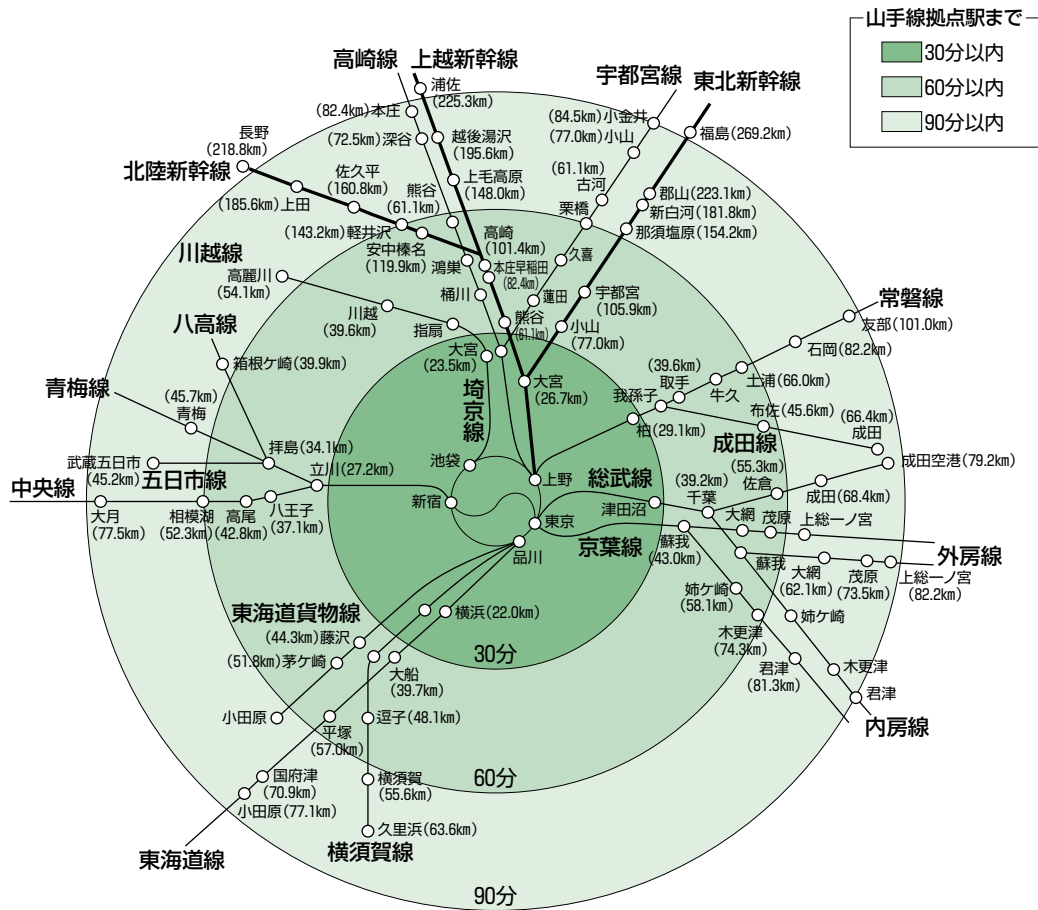 山手線拠点駅まで
30分以内
60分以内
90分以内
高崎線
上越新幹線
宇都宮線
東北新幹線
浦佐
(225.3km)
(82.4km)本庄
(84.5km)小金井
(72.5km)深谷
越後湯沢
(195.6km)
(77.0km)小山
福島(269.2km)
長野
(218.8km)
北陸新幹線
佐久平
(160.8km)
熊谷
(61.1km)
上毛高原
(148.0km)
(61.1km)
古河
(185.6km)上田
栗橋
郡山(223.1km)
新白河(181.8km)
那須塩原(154.2km)
(143.2km)軽井沢
安中榛名
(119.9km)
高崎
(101.4km)
本庄早稲田
(82.4km)
久喜
川越線
鴻巣
高麗川
(54.1km)
桶川
蓮田
宇都宮
(105.9km)
常磐線
川越
(39.6km)
指扇
熊谷
(61.1km)
小山
(77.0km)
友部(101.0km)
八高線
石岡(82.2km)
箱根ケ崎(39.9km)
大宮
(23.5km)
土浦(66.0km)
(39.6km)
取手
牛久
青梅線
(45.7km)
青梅
埼京線
大宮
(26.7km)
我孫子
柏(29.1km)
布佐(45.6km)
成田線
(66.4km)
成田
拝島(34.1km)
武蔵五日市
(45.2km)
五日市線
立川(27.2km)
池袋
上野
総武線
(55.3km)
佐倉
成田空港(79.2km)
(39.2km)
千葉
成田(68.4km)
中央線
大月
(77.5km)
相模湖
(52.3km)
高尾
(42.8km)
八王子
(37.1km)
新宿
東京
津田沼
京葉線
品川
蘇我
(43.0km)
大網
茂原
上総一ノ宮
外房線
蘇我
大網
(62.1km)
茂原
(73.5km)
上総一ノ宮
(82.2km)
姉ケ崎
(58.1km)
姉ケ崎
東海道貨物線
横浜(22.0km)
(44.3km)藤沢
(51.8km)茅ケ崎
30分
木更津
(74.3km)
君津
(81.3km)
木更津
君津
内房線
大船
(39.7km)
小田原
平塚
(57.0km)
逗子(48.1km)
60分
国府津
(70.9km)
横須賀
(55.6km)
小田原(77.1km)
久里浜(63.6km)
東海道線
横須賀線
90分